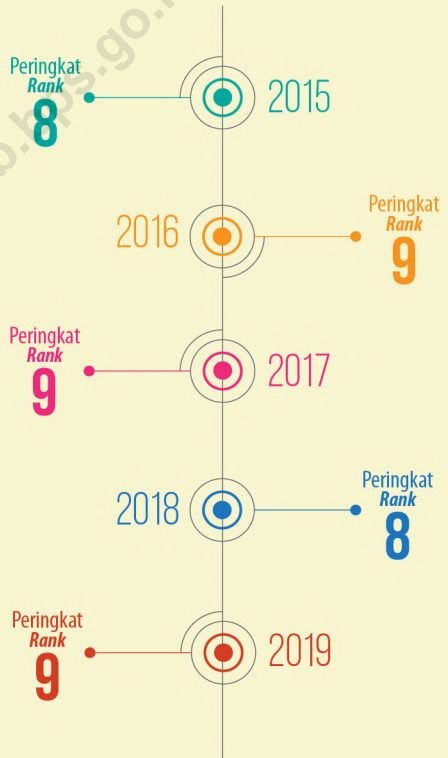 Peringkat
Rank
8
2015
2016
Peringkat
Rank
9
Peringkat
Rank
9
2017
2018
Peringkat
Rank
8
Peringkat
Rank
9
2019